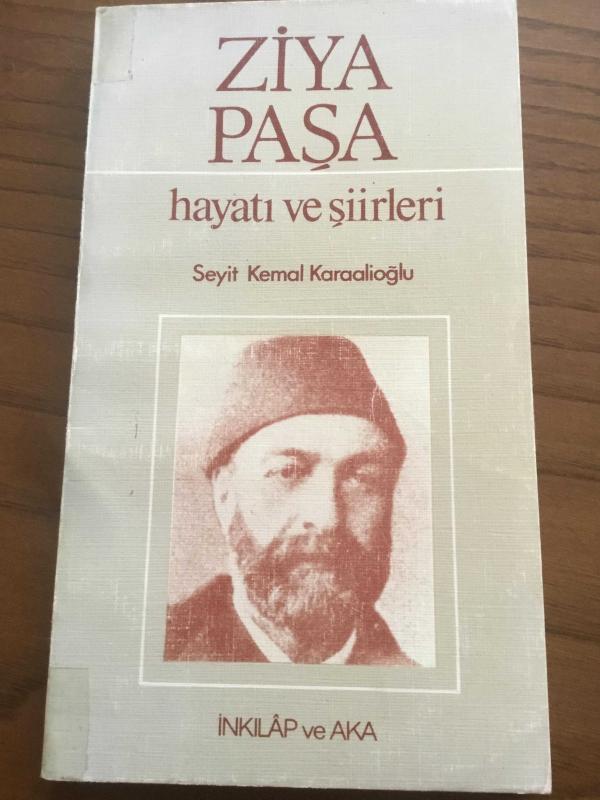 ZİYA
PAŞA
hayatı ve şiirleri
Seyit Kemal Karaalioğlu
İNKILÂP ve AKA